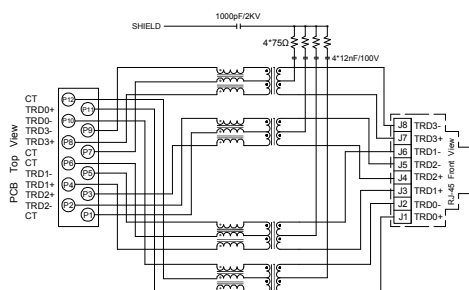 1000pF/2KV
SHIELD
4*75Ω
4*12nF/100V
CT P12
TRD0+ P11
TRD0- P10
TRD3- P9
TRD3+ P8
CT P7
CT P6
TRD1- P5
TRD1+ P4
TRD2+ P3
TRD2- P2
CT P1
PCB Top View
J8 TRD3-
J7 TRD3+
J6 TRD1-
J5 TRD2-
J4 TRD2+
J3 TRD1+
J2 TRD0-
J1 TRD0+
RJ-45 Front View